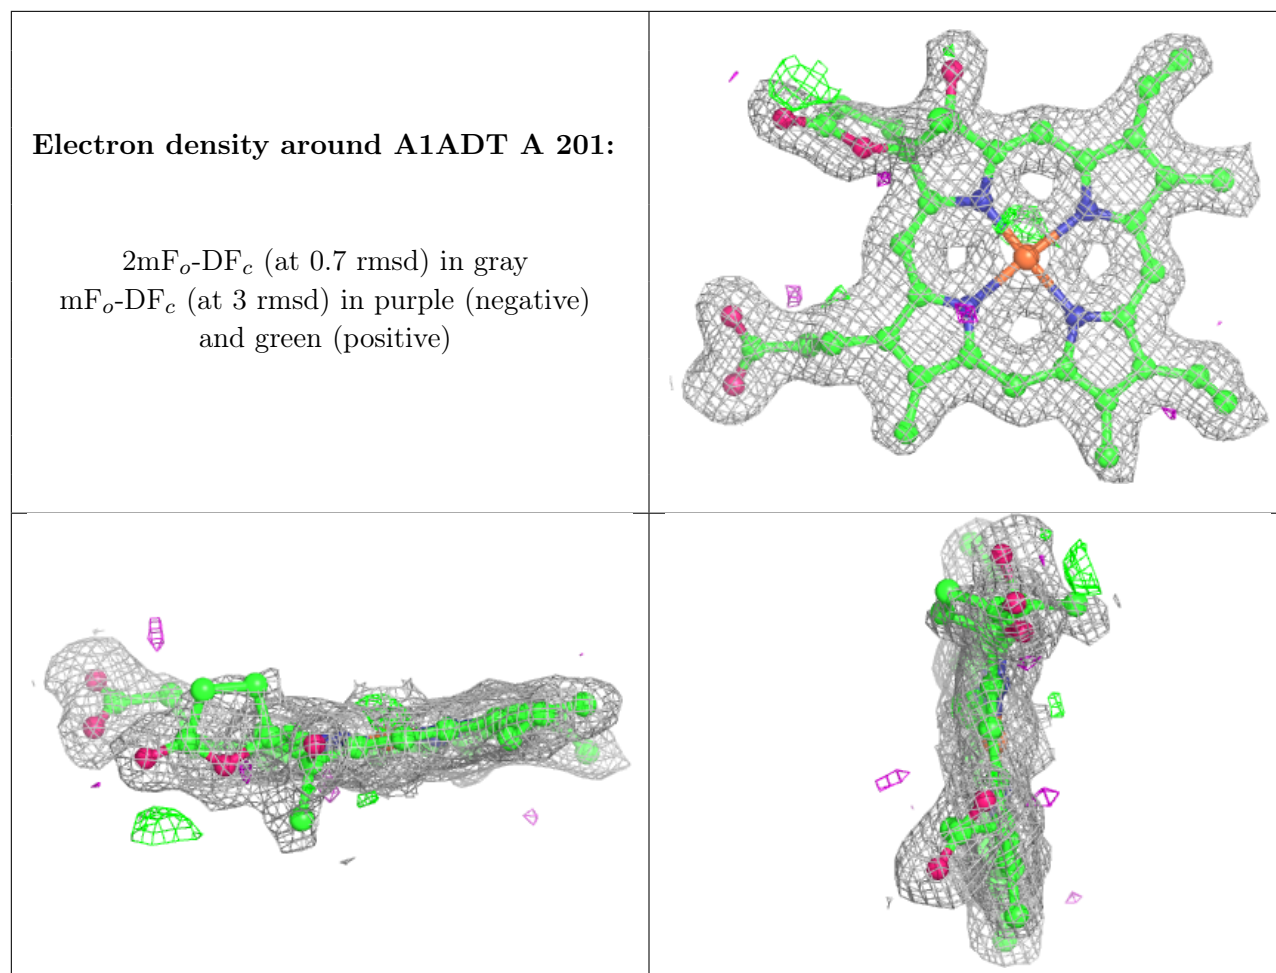 Electron density around A1ADT A 201:
2mFo-DFc (at 0.7 rmsd) in gray
mFo-DFc (at 3 rmsd) in purple (negative)
and green (positive)